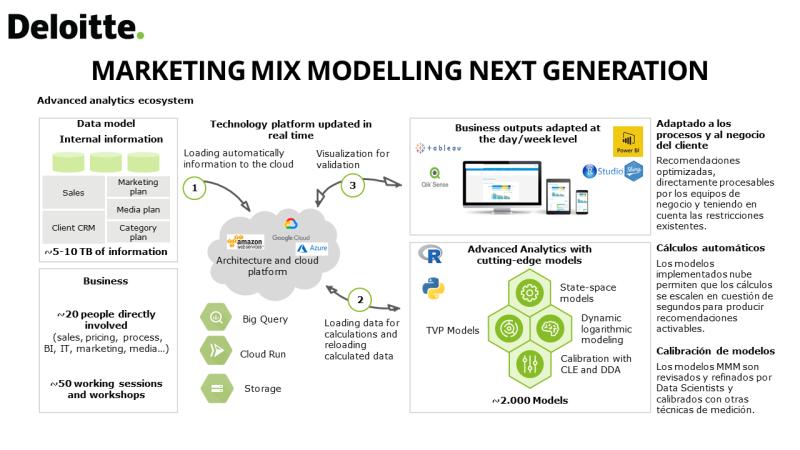 Deloitte.
MARKETING MIX MODELLING NEXT GENERATION
Advanced analytics ecosystem
Data model
Internal information
Sales
Marketing
plan
Media plan
Client CRM
Category
plan
~5-10 TB of information
Business
~20 people directly
involved
(sales, pricing, process,
BI, IT, marketing, media...)
~50 working sessions
and workshops
Technology platform updated in
real time
Loading automatically
information to the cloud
Visualization for
validation
1
3
amazon
webservices
Google Cloud
Azure
Architecture and cloud
platform
2
Loading data for
calculations and
reloading
calculated data
Big Query
Cloud Run
Storage
Business outputs adapted at
the day/week level
tableau
Power BI
Qlik Sense
Studio
Shiny
Advanced Analytics with
cutting-edge models
R
State-space
models
TVP Models
Dynamic
logarithmic
modeling
Calibration with
CLE and DDA
~2.000 Models
Adaptado a los
procesos y al negocio
del cliente
Recomendaciones
optimizadas,
directamente procesables
por los equipos de
negocio y teniendo en
cuenta las restricciones
existentes.
Cálculos automáticos
Los modelos
implementados nube
permiten que los cálculos
se escalen en cuestión de
segundos para producir
recomendaciones
activables.
Calibración de modelos
Los modelos MMM son
revisados y refinados por
Data Scientists y
calibrados con otras
técnicas de medición.